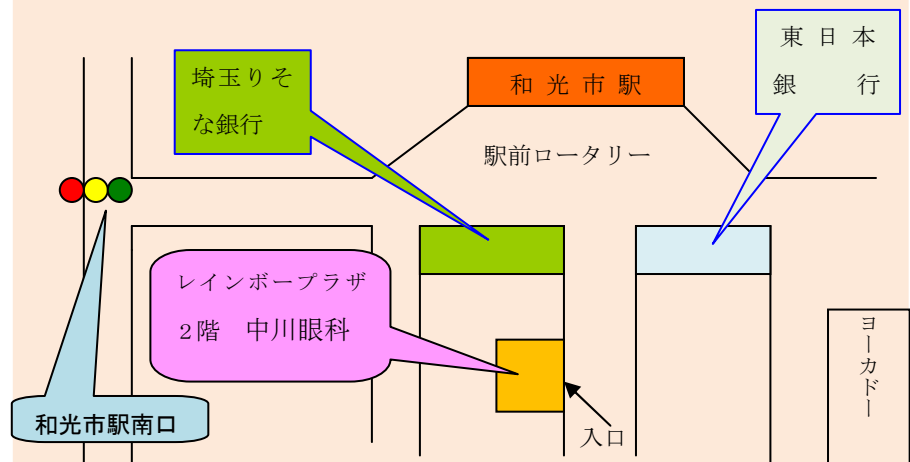 埼玉りそ
な銀行
和光市駅
東日本
銀行
駅前ロータリー
レインボープラザ
2階 中川眼科
ヨーカドー
入口
和光市駅南口